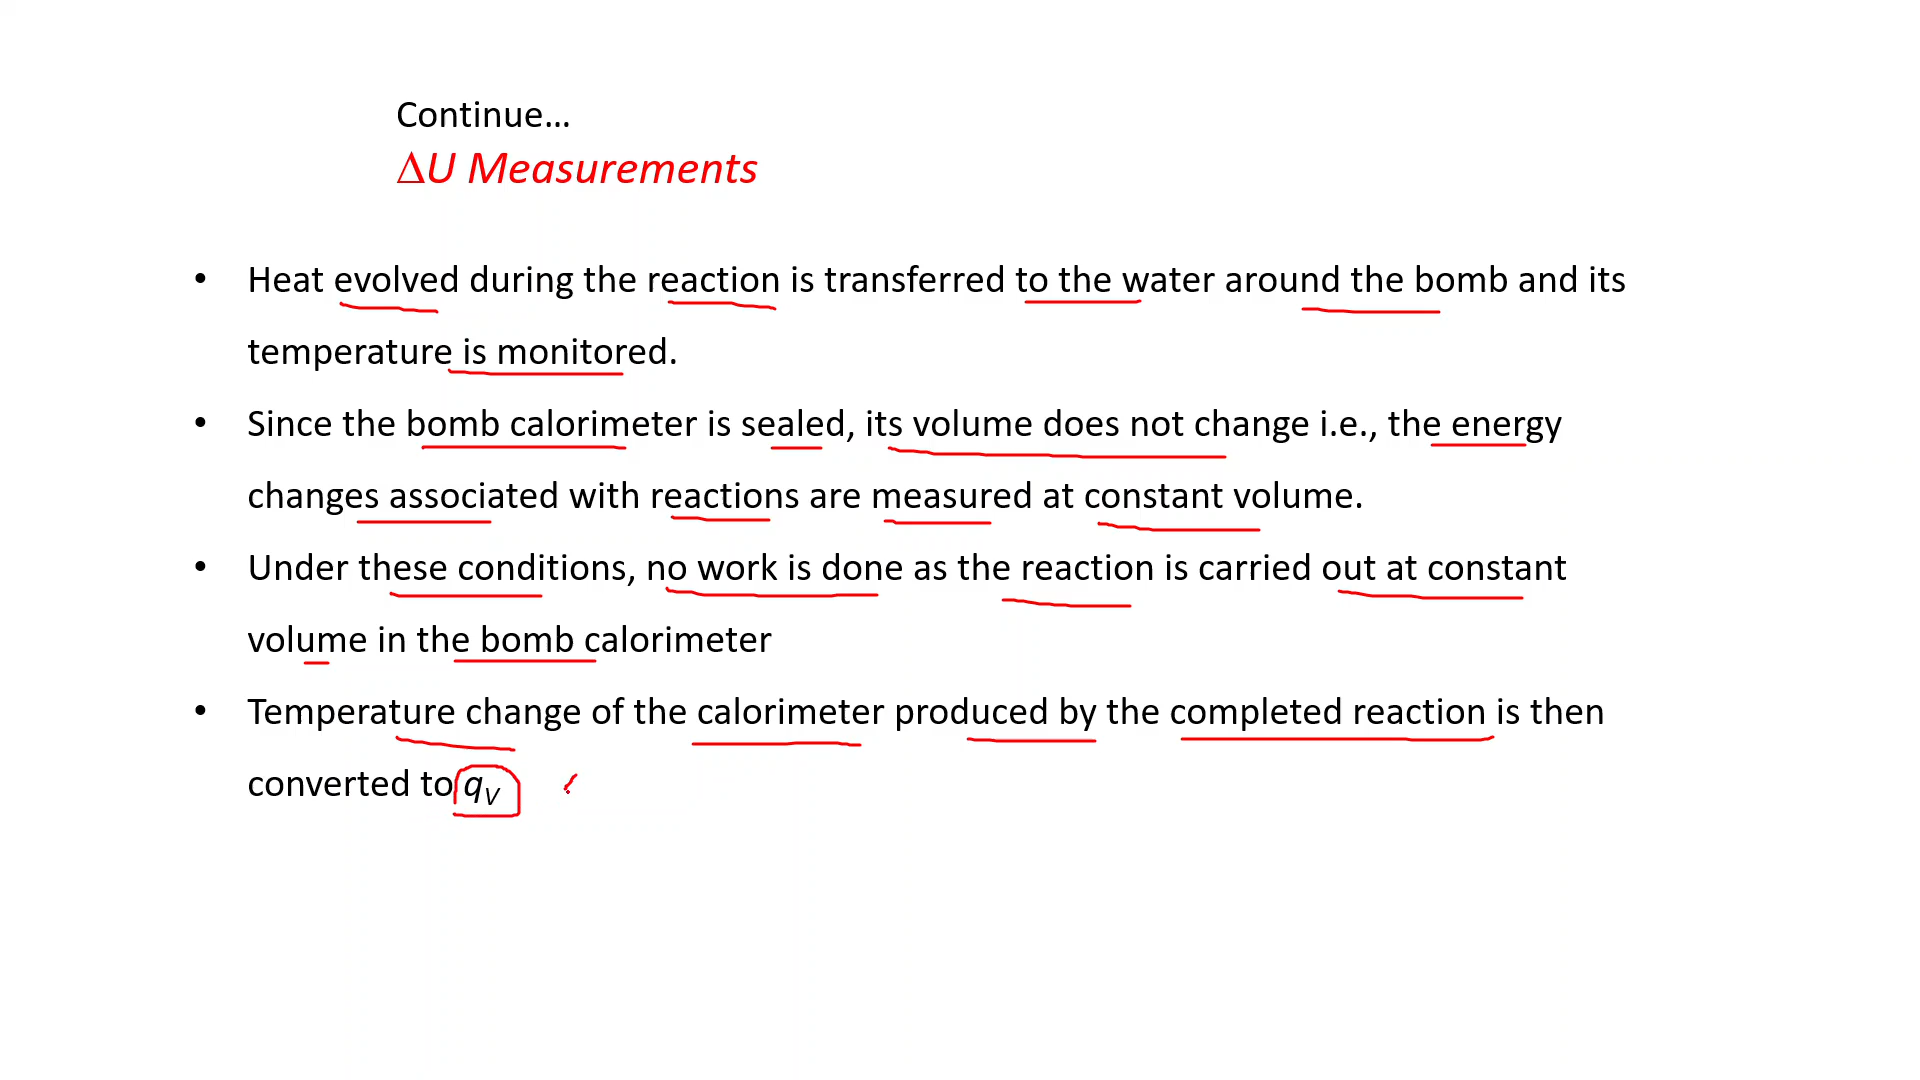 Continue...
ΔU Measurements
• Heat evolved during the reaction is transferred to the water around the bomb and its
temperature is monitored.
• Since the bomb calorimeter is sealed, its volume does not change i.e., the energy
changes associated with reactions are measured at constant volume.
• Under these conditions, no work is done as the reaction is carried out at constant
volume in the bomb calorimeter
• Temperature change of the calorimeter produced by the completed reaction is then
converted to qV